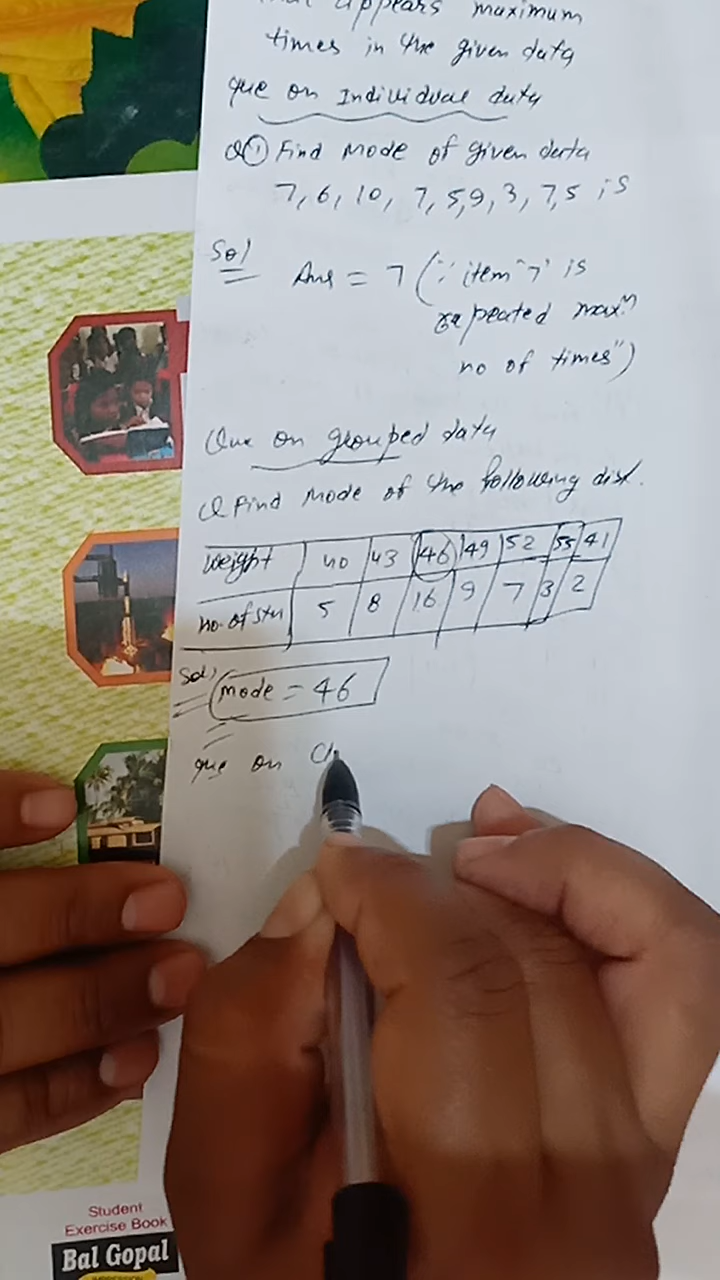 appears maximum
times in the given data
que on Individual data
Q① Find Mode of given data
7, 6, 10, 7, 5, 9, 3, 7, 5 is
Sol
Ans = 7 (∵ item "7" is
repeated maxm
no of times")
Que on grouped data
Q Find Mode of the following dist.
Weight 40 43 46 49 52 55 41
no. of stu 5 8 16 9 7 3 2
Sol,
mode = 46
que on
Student
Exercise Book
Bal Gopal